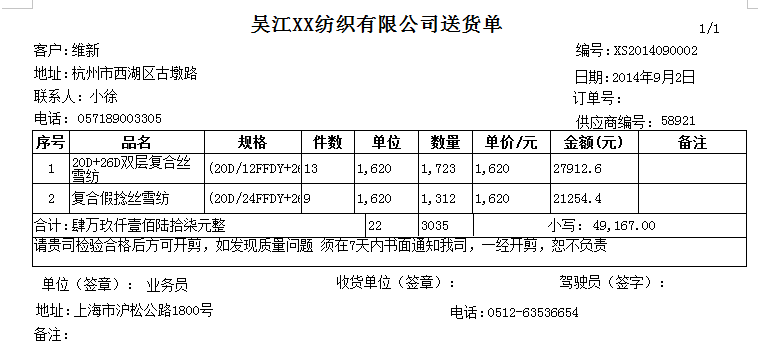 吴江XX纺织有限公司送货单
1/1
客户：维新 编号：XS2014090002
地址：杭州市西湖区古墩路 日期：2014年9月2日
联系人：小徐 订单号：
电话： 057189003305 供应商编号：58921
序号 品名 规格 件数 单位 数量 单价/元 金额(元) 备注
1 20D+26D双层复合丝雪纺 (20D/12FFDY+26 13 1,620 1,723 1,620 27912.6
2 复合假捻丝雪纺 (20D/24FFDY+26 9 1,620 1,312 1,620 21254.4
合计：肆万玖仟壹佰陆拾柒元整 22 3035 小写：49,167.00
请贵司检验合格后方可开剪，如发现质量问题 须在7天内书面通知我司，一经开剪，恕不负责
单位（签章）： 业务员 收货单位（签章）： 驾驶员（签字）：
地址：上海市沪松公路1800号 电话：0512-63536654
备注：